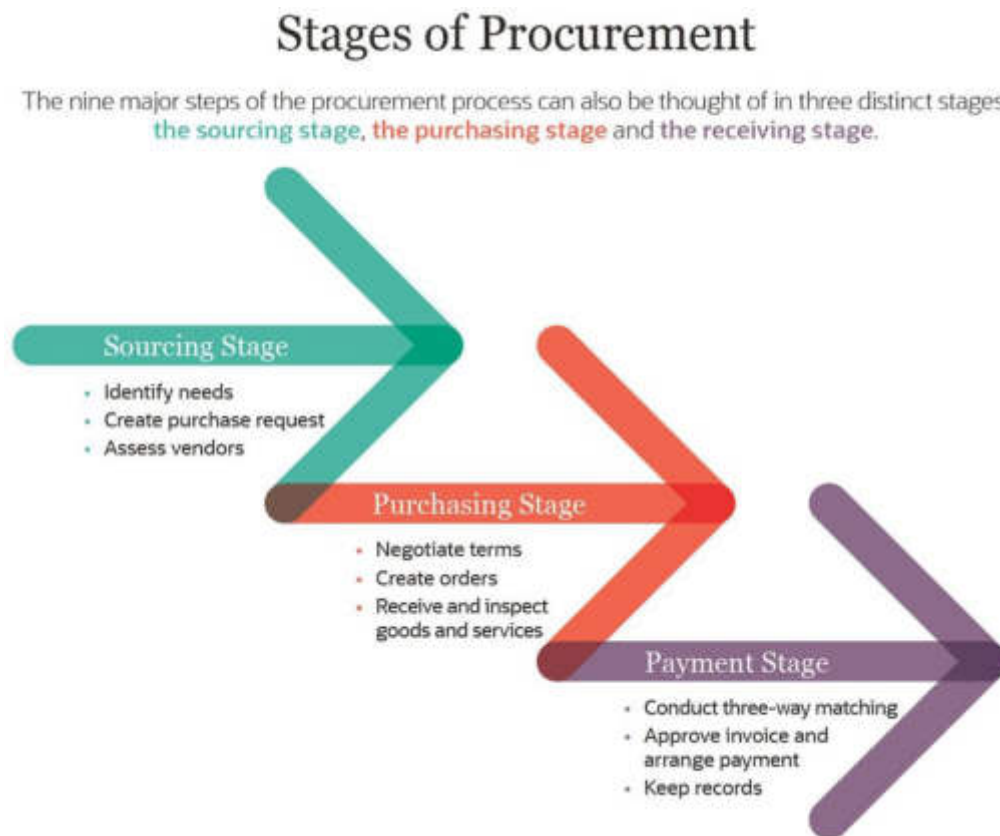 Stages of Procurement
The nine major steps of the procurement process can also be thought of in three distinct stages
the sourcing stage, the purchasing stage and the receiving stage.
Sourcing Stage
• Identify needs
• Create purchase request
• Assess vendors
Purchasing Stage
• Negotiate terms
• Create orders
• Receive and inspect
goods and services
Payment Stage
• Conduct three-way matching
• Approve invoice and
arrange payment
• Keep records